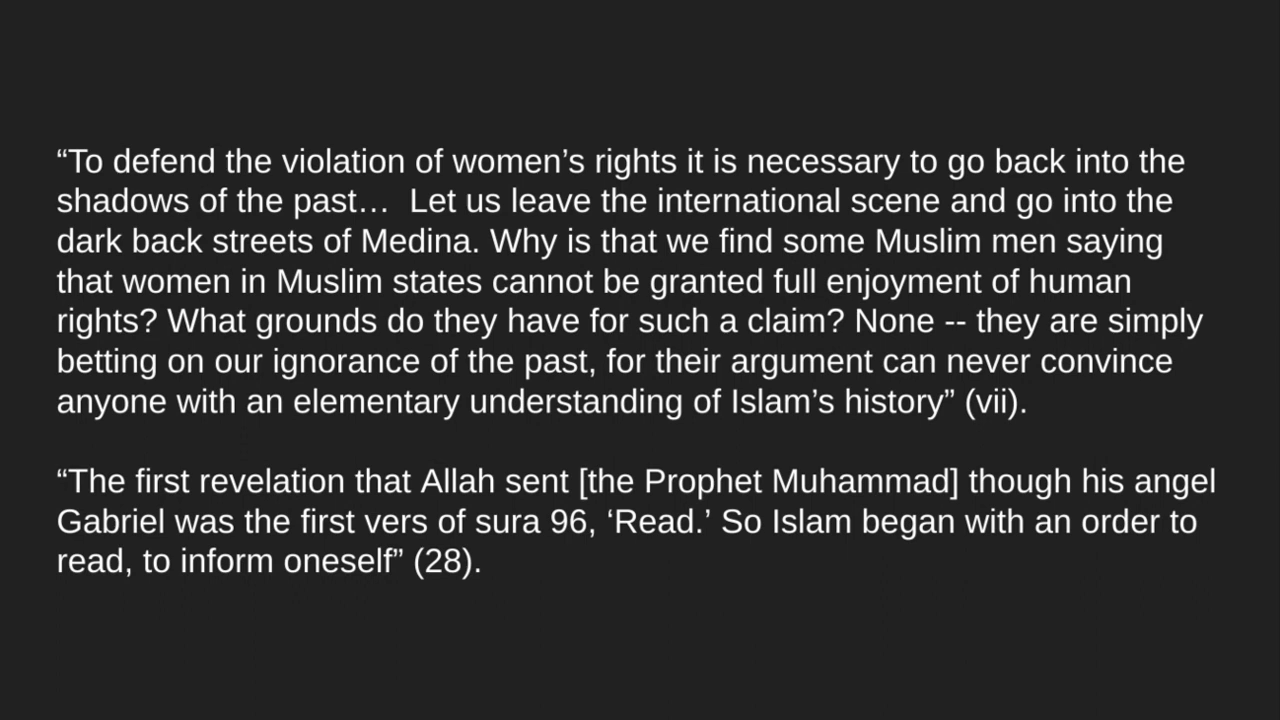 “To defend the violation of women’s rights it is necessary to go back into the
shadows of the past…  Let us leave the international scene and go into the
dark back streets of Medina. Why is that we find some Muslim men saying
that women in Muslim states cannot be granted full enjoyment of human
rights? What grounds do they have for such a claim? None -- they are simply
betting on our ignorance of the past, for their argument can never convince
anyone with an elementary understanding of Islam’s history” (vii).
“The first revelation that Allah sent [the Prophet Muhammad] though his angel
Gabriel was the first vers of sura 96, ‘Read.’ So Islam began with an order to
read, to inform oneself” (28).